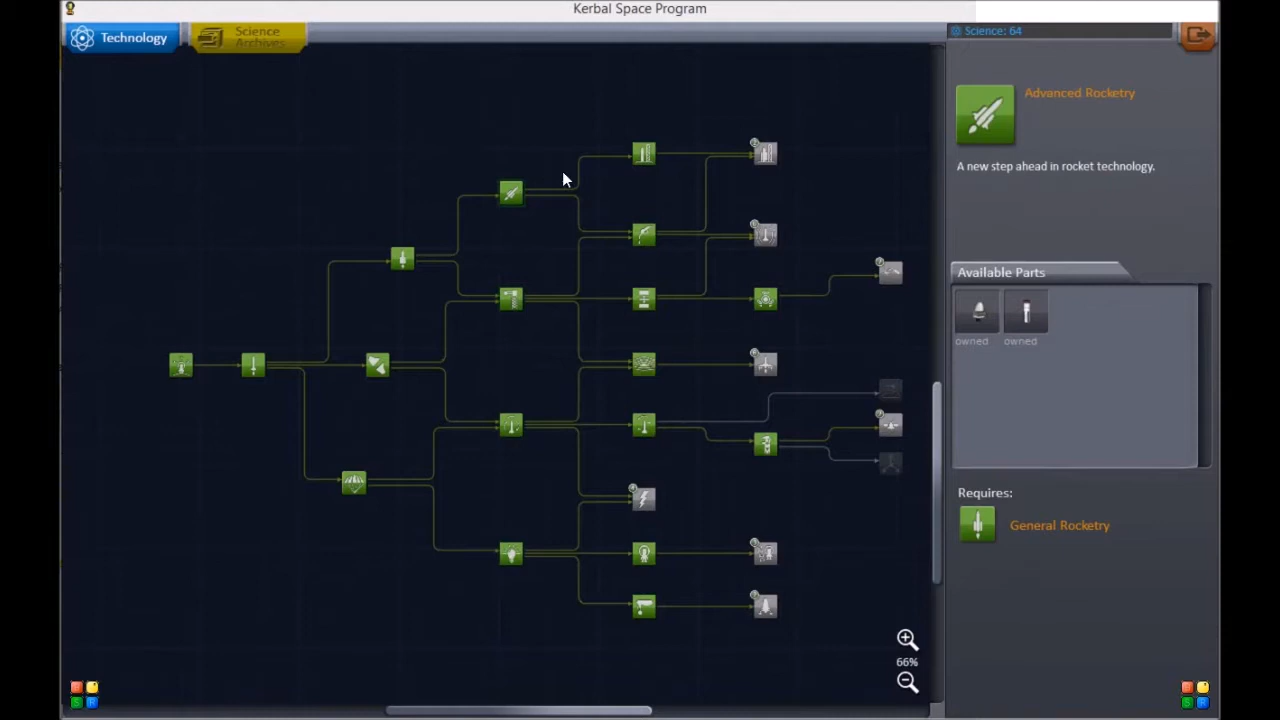 Kerbal Space Program
Technology
Science
Archives
Science: 64
Advanced Rocketry
A new step ahead in rocket technology.
Available Parts
owned owned
Requires:
General Rocketry
66%